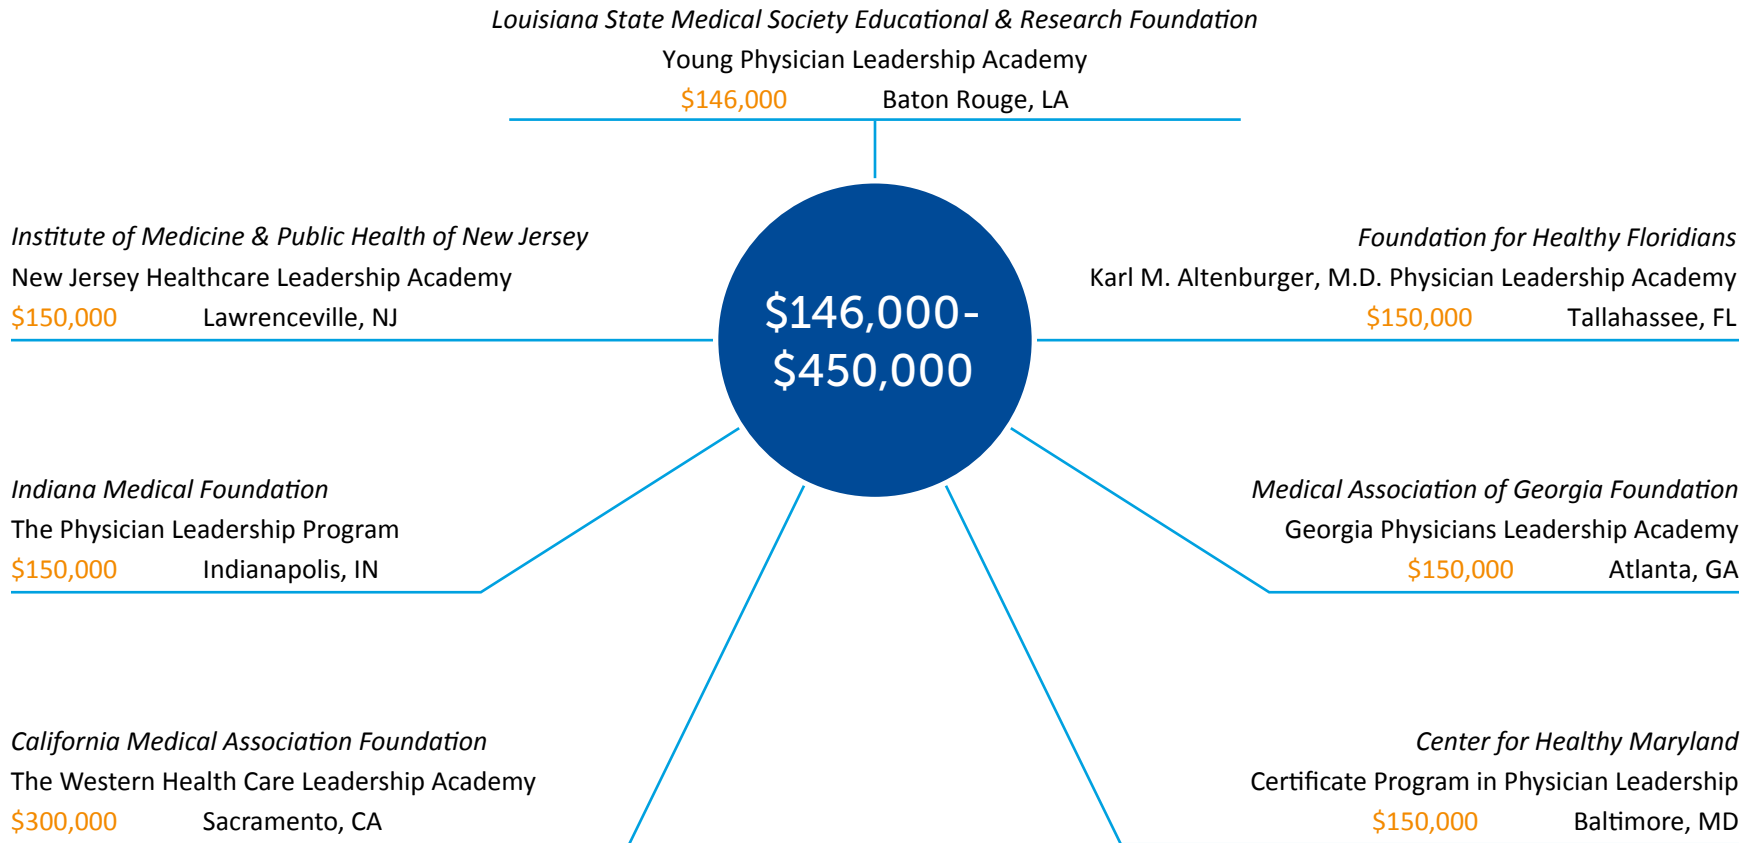 Louisiana State Medical Society Educational & Research Foundation
Young Physician Leadership Academy
$146,000 Baton Rouge, LA
Institute of Medicine & Public Health of New Jersey
New Jersey Healthcare Leadership Academy
$150,000 Lawrenceville, NJ
Foundation for Healthy Floridians
Karl M. Altenburger, M.D. Physician Leadership Academy
$150,000 Tallahassee, FL
$146,000-
$450,000
Indiana Medical Foundation
The Physician Leadership Program
$150,000 Indianapolis, IN
Medical Association of Georgia Foundation
Georgia Physicians Leadership Academy
$150,000 Atlanta, GA
California Medical Association Foundation
The Western Health Care Leadership Academy
$300,000 Sacramento, CA
Center for Healthy Maryland
Certificate Program in Physician Leadership
$150,000 Baltimore, MD